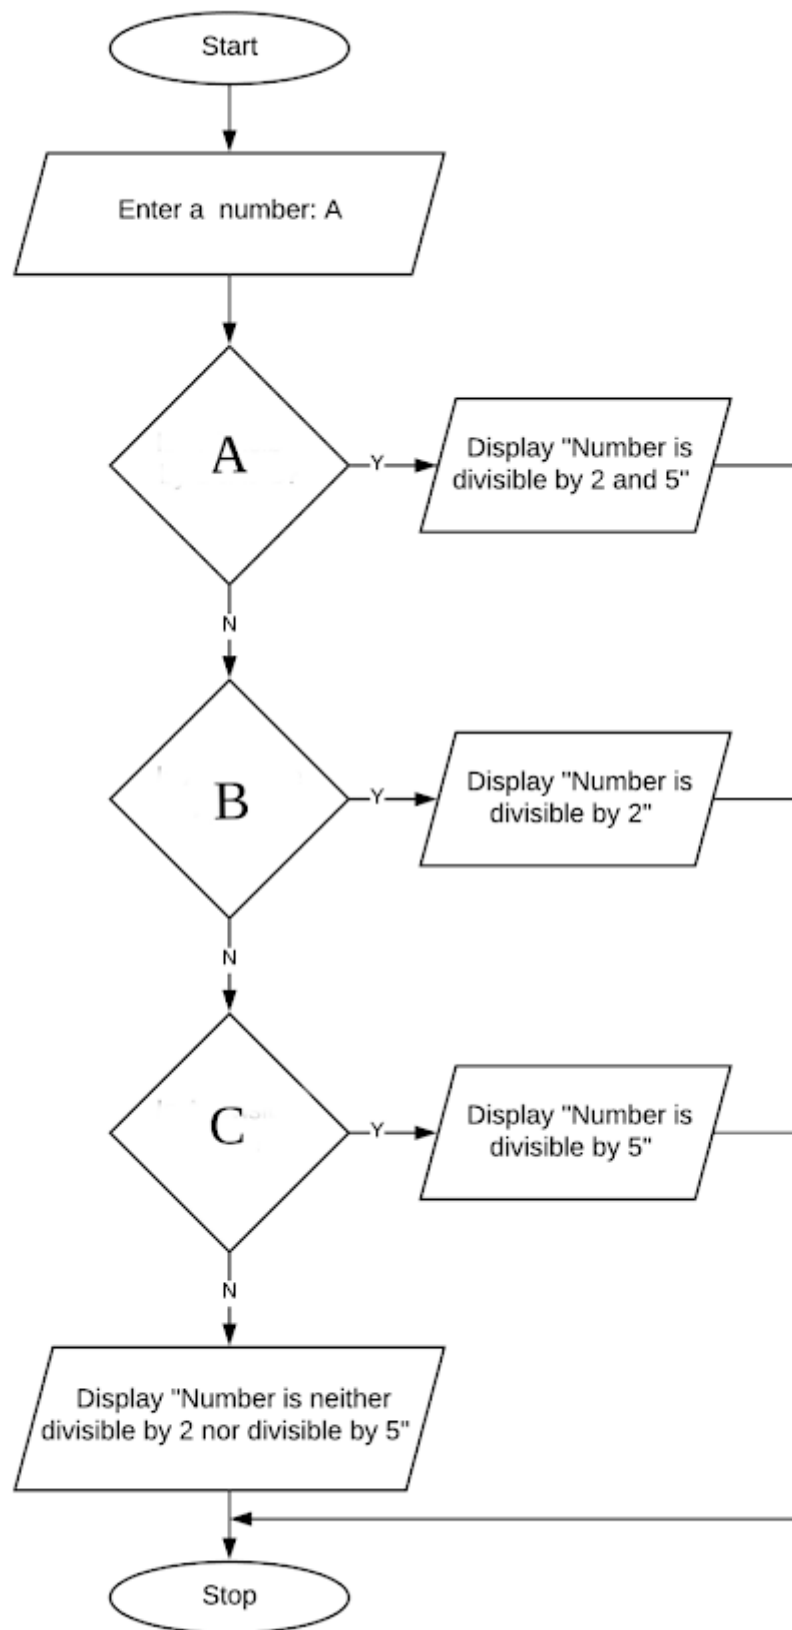 Start
Enter a  number: A
A
Y
Display "Number is
divisible by 2 and 5"
N
B
Y
Display "Number is
divisible by 2"
N
C
Y
Display "Number is
divisible by 5"
N
Display "Number is neither
divisible by 2 nor divisible by 5"
Stop